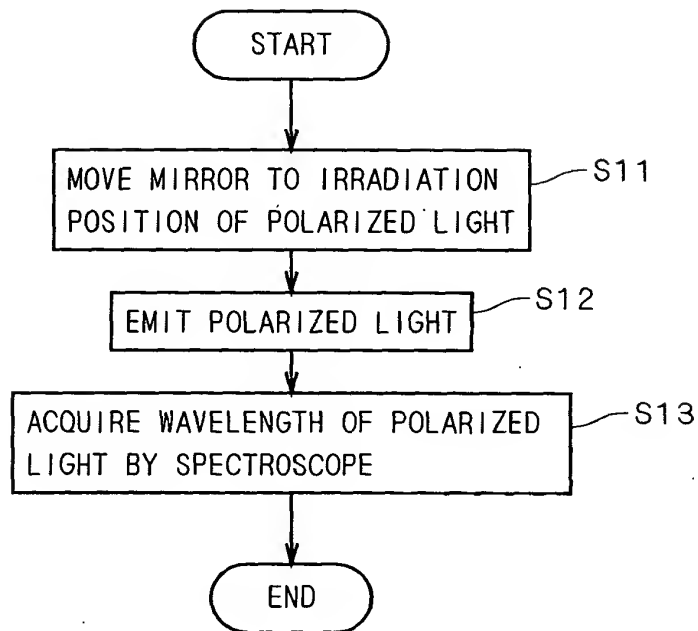 START
MOVE MIRROR TO IRRADIATION
POSITION OF POLARIZED LIGHT
S11
EMIT POLARIZED LIGHT
S12
ACQUIRE WAVELENGTH OF POLARIZED
LIGHT BY SPECTROSCOPE
S13
END